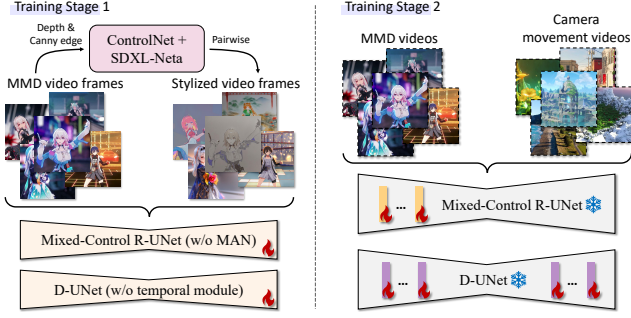 Training Stage 1
Depth &
Canny edge
ControlNet +
SDXL-Neta
Pairwise
MMD video frames
Stylized video frames
Mixed-Control R-UNet (w/o MAN)
D-UNet (w/o temporal module)
Training Stage 2
MMD videos
Camera
movement videos
... Mixed-Control R-UNet
... D-UNet ...